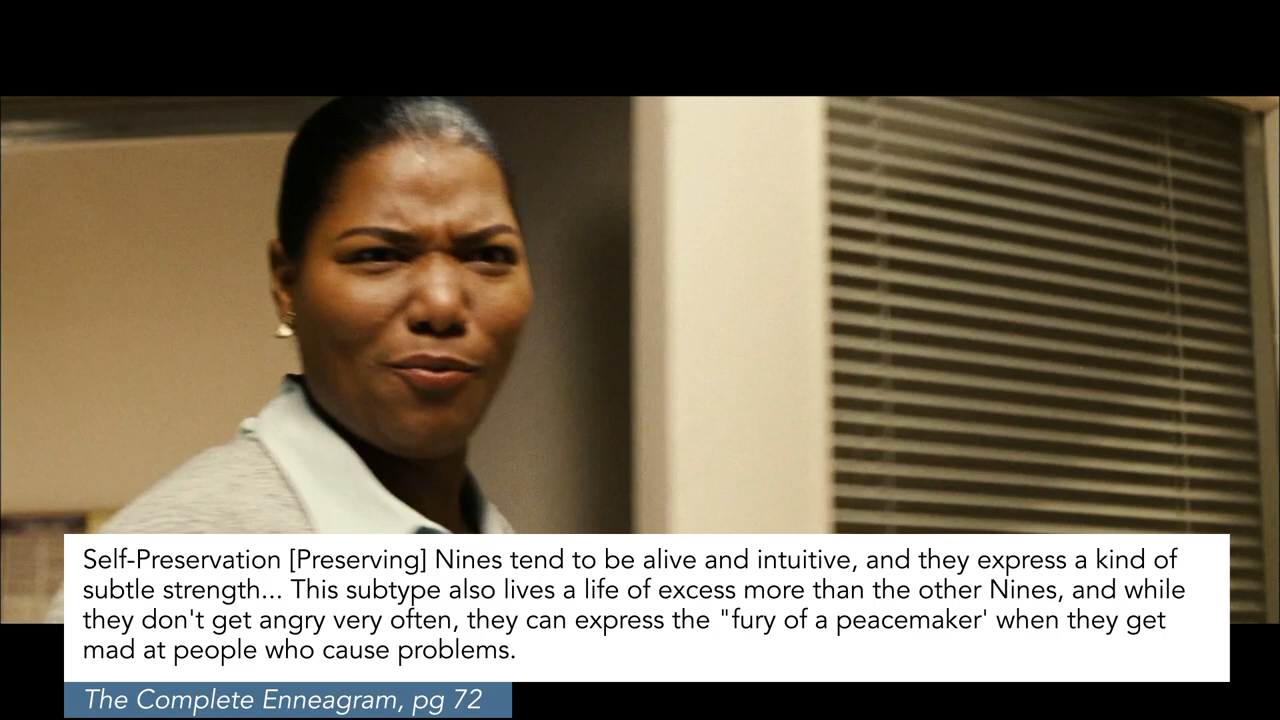 Self-Preservation [Preserving] Nines tend to be alive and intuitive, and they express a kind of
subtle strength... This subtype also lives a life of excess more than the other Nines, and while
they don't get angry very often, they can express the "fury of a peacemaker' when they get
mad at people who cause problems.
The Complete Enneagram, pg 72